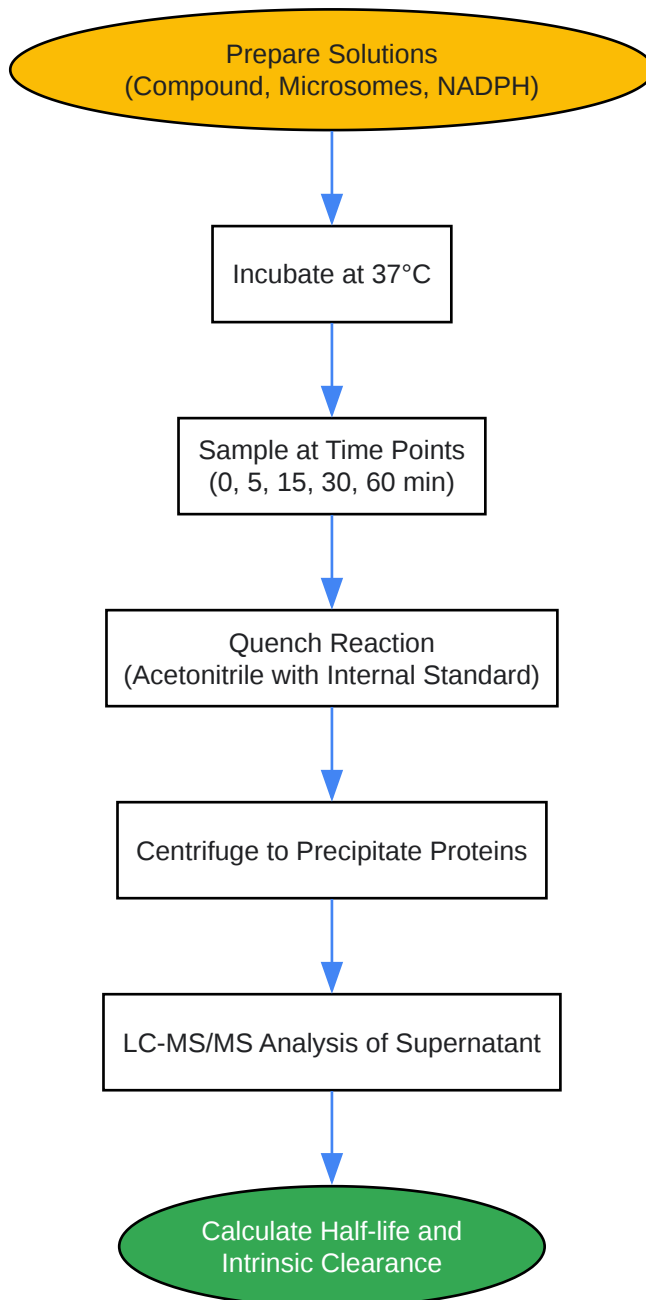 Prepare Solutions
(Compound, Microsomes, NADPH)
Incubate at 37°C
Sample at Time Points
(0, 5, 15, 30, 60 min)
Quench Reaction
(Acetonitrile with Internal Standard)
Centrifuge to Precipitate Proteins
LC-MS/MS Analysis of Supernatant
Calculate Half-life and
Intrinsic Clearance